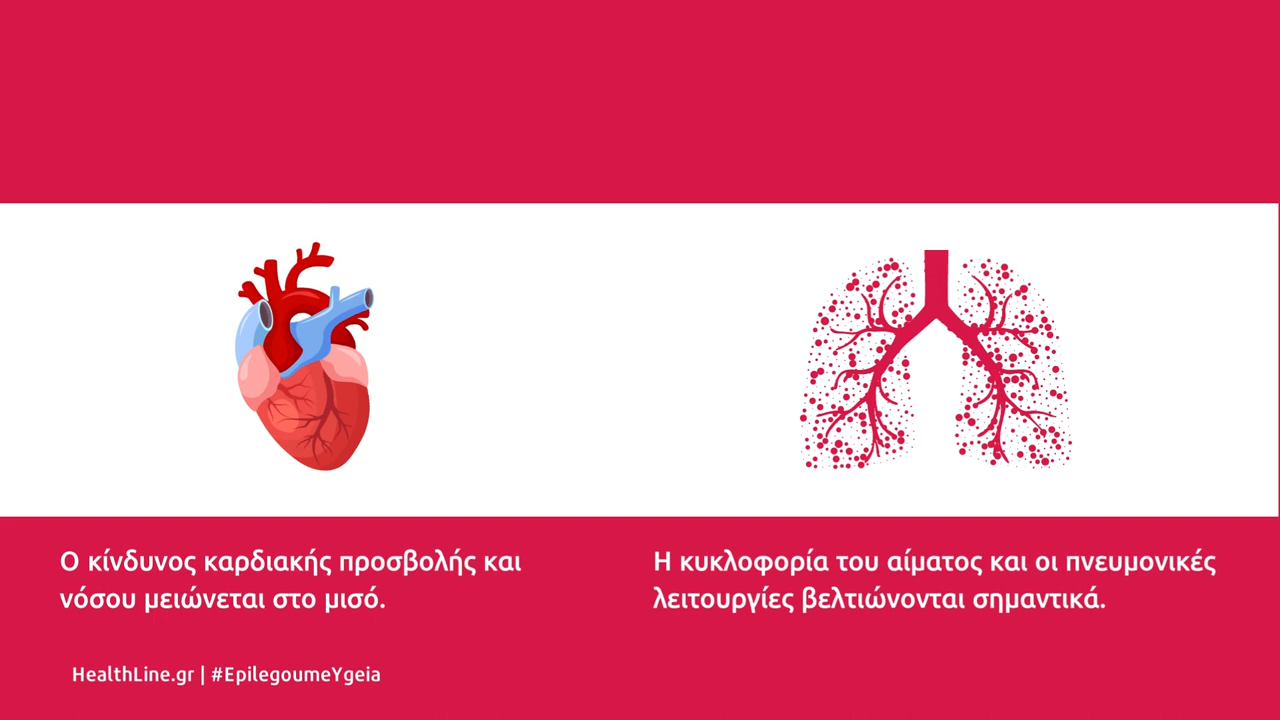 Ο κίνδυνος καρδιακής προσβολής και
νόσου μειώνεται στο μισό.
Η κυκλοφορία του αίματος και οι πνευμονικές
λειτουργίες βελτιώνονται σημαντικά.
HealthLine.gr | #EpilegoumeYgeia